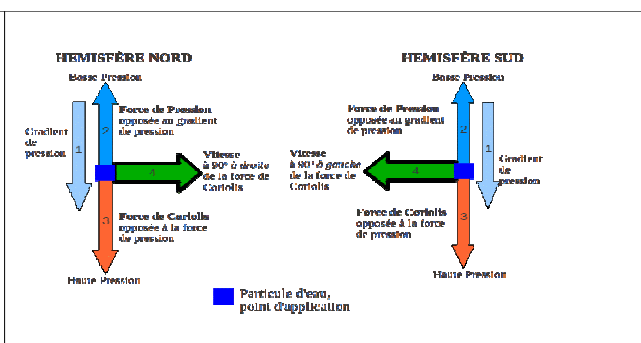 HEMISFÈRE NORD
Basse Pression
Force de Pression
opposée au gradient
de pression
Gradient
de
pression
1
2
Vitesse
à 90° à droite
de la force de
Coriolis
4
Force de Coriolis
opposée à la force
de pression
3
Haute Pression
HEMISFÈRE SUD
Basse Pression
Force de Pression
opposée au gradient
de pression
2
1
Vitesse
à 90° à gauche
de la force de
Coriolis
4
Gradient
de
pression
Force de Coriolis
opposée à la force
de pression
3
Haute Pression
Particule d'eau,
point d'application